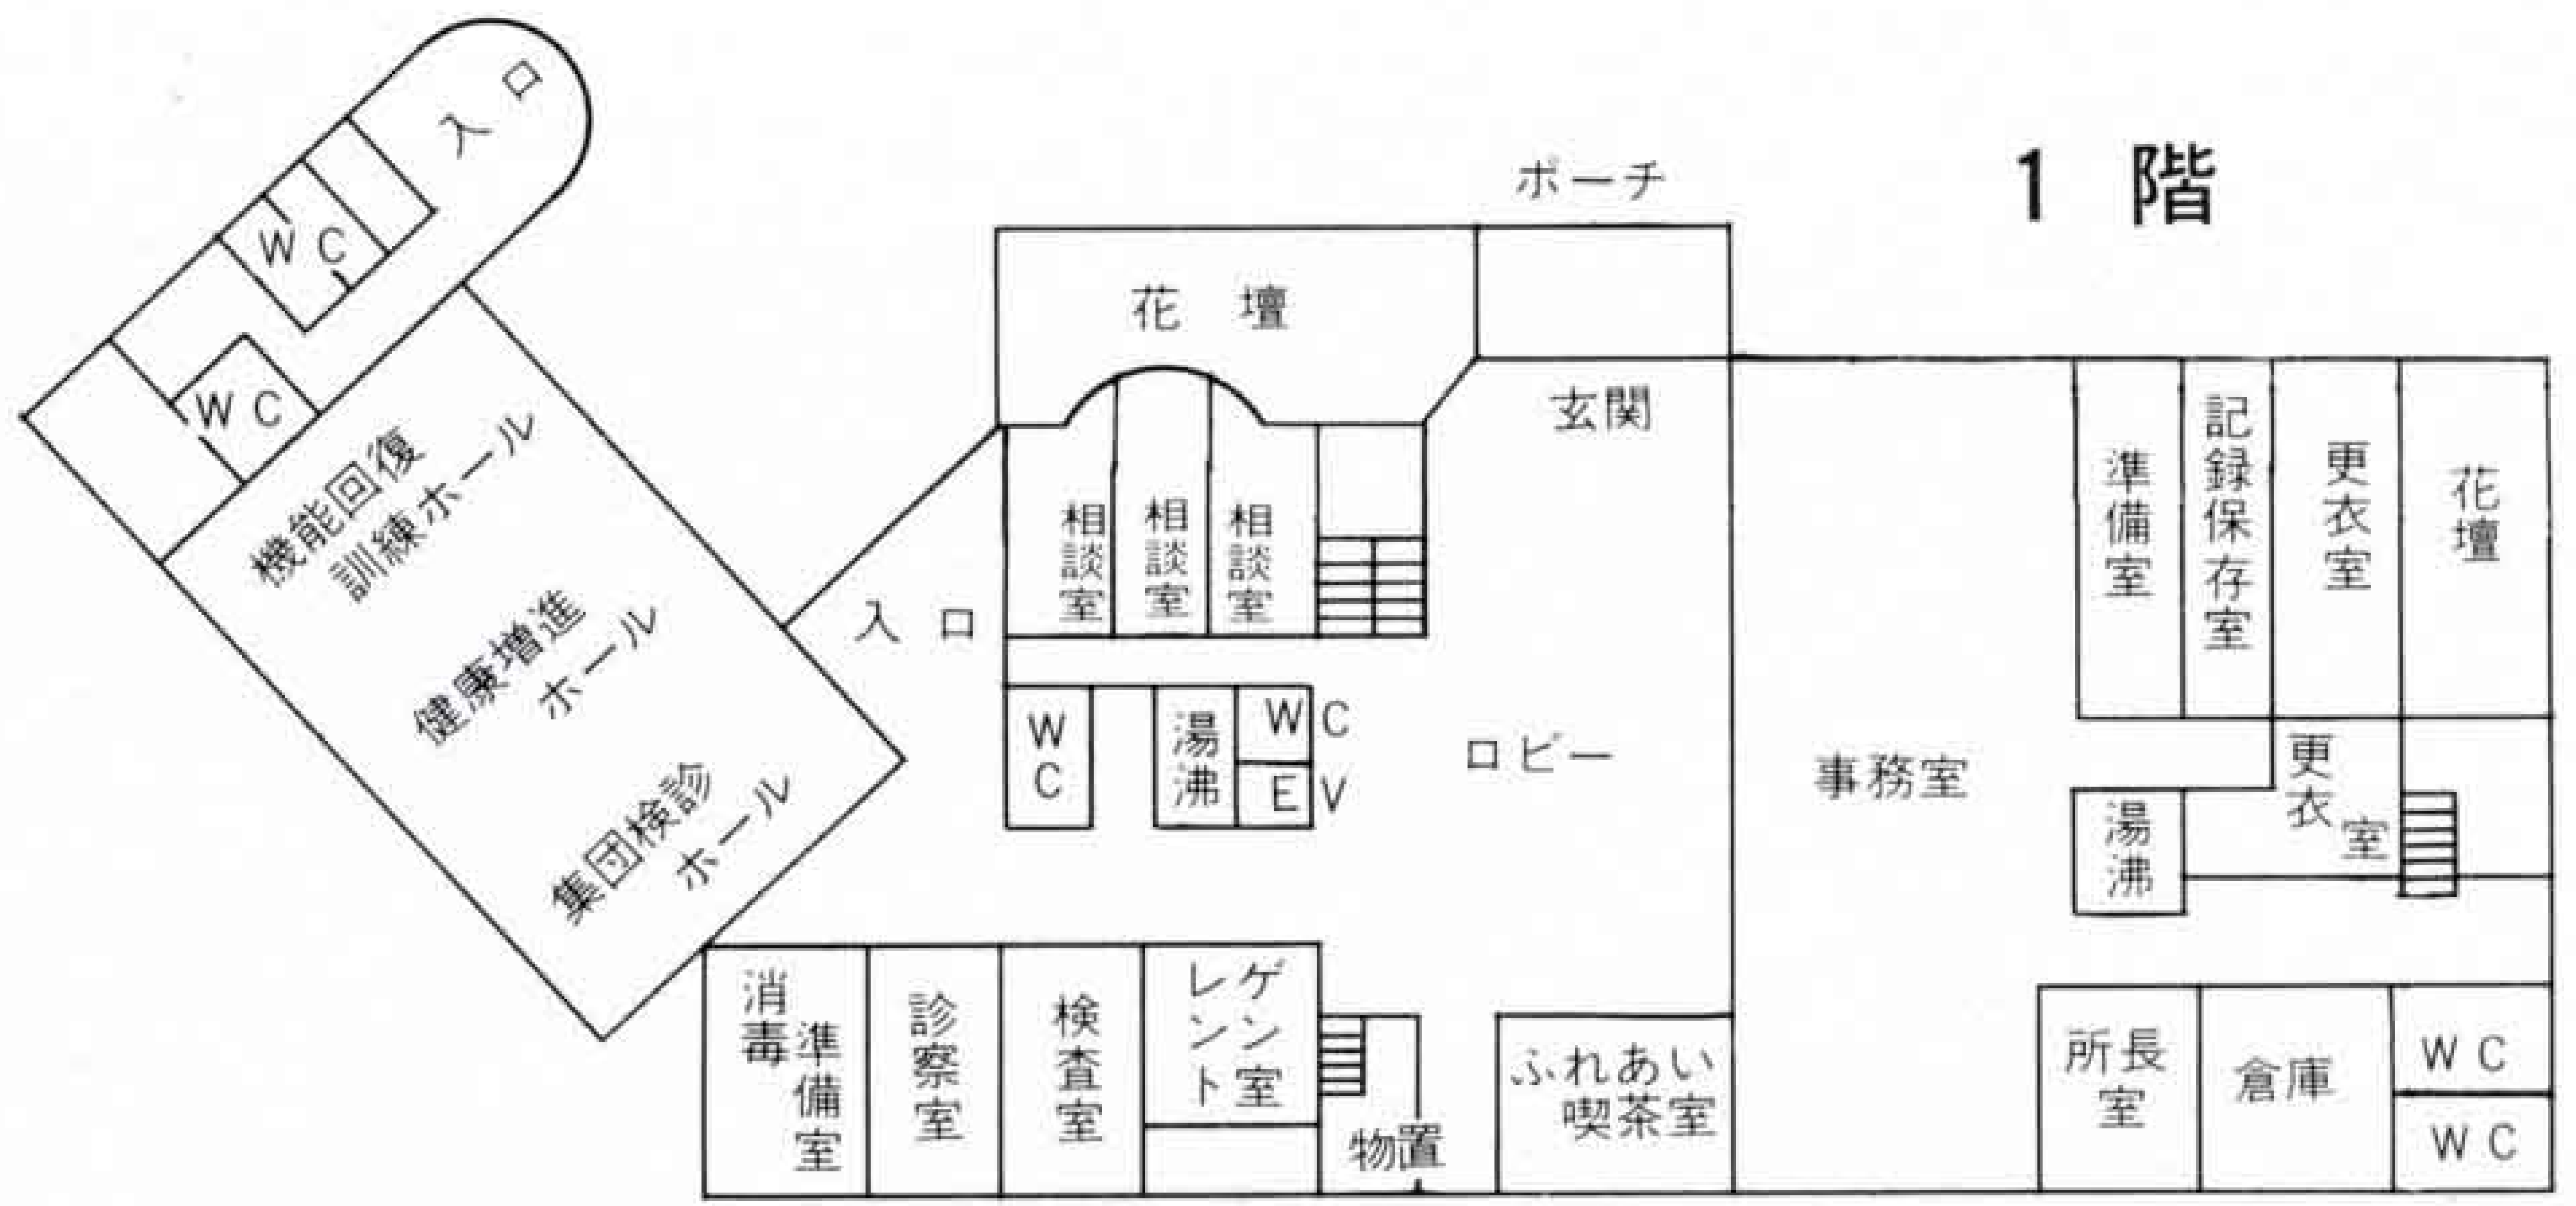 1 階
入口
WC
WC
機能回復
訓練ホール
健康増進
ホール
集団検診
ホール
ポーチ
花 壇
玄関
相談室
相談室
相談室
入 口
WC
湯沸
WC
EV
ロビー
事務室
準備室
記録保存室
更衣室
花壇
更衣室
湯沸
消毒
準備室
診察室
検査室
レントゲン室
物置
ふれあい
喫茶室
所長
室
倉庫
WC
WC